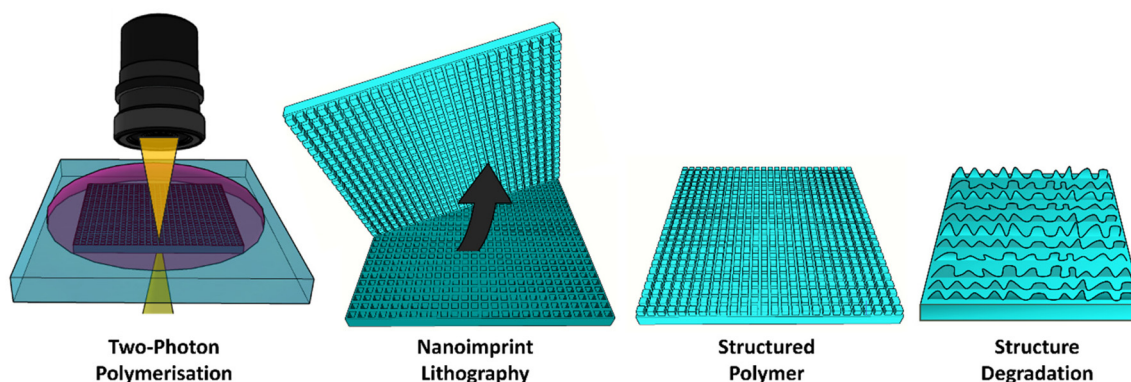 Two-Photon
Polymerisation
Nanoimprint
Lithography
Structured
Polymer
Structure
Degradation